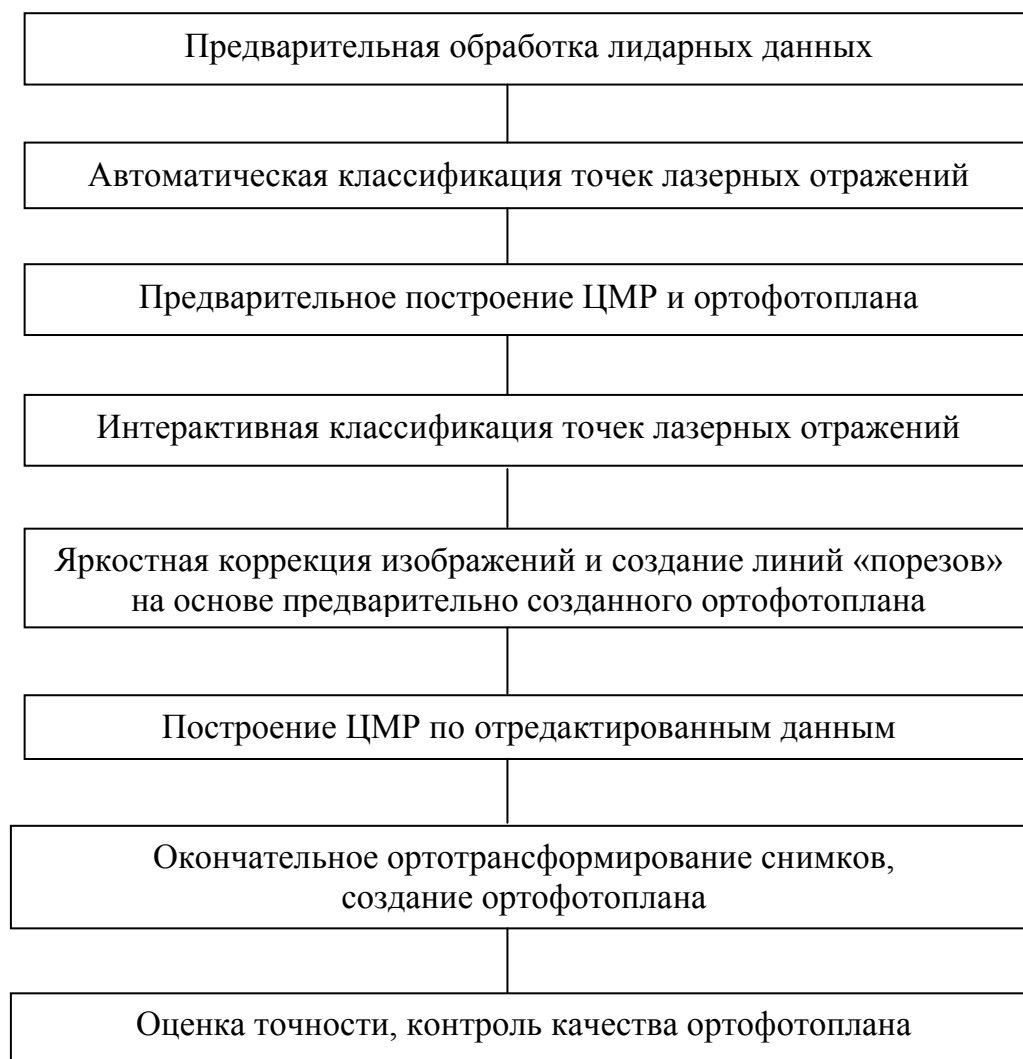 Предварительная обработка лидарных данных
Автоматическая классификация точек лазерных отражений
Предварительное построение ЦМР и ортофотоплана
Интерактивная классификация точек лазерных отражений
Яркостная коррекция изображений и создание линий «порезов»
на основе предварительно созданного ортофотоплана
Построение ЦМР по отредактированным данным
Окончательное ортотрансформирование снимков,
создание ортофотоплана
Оценка точности, контроль качества ортофотоплана